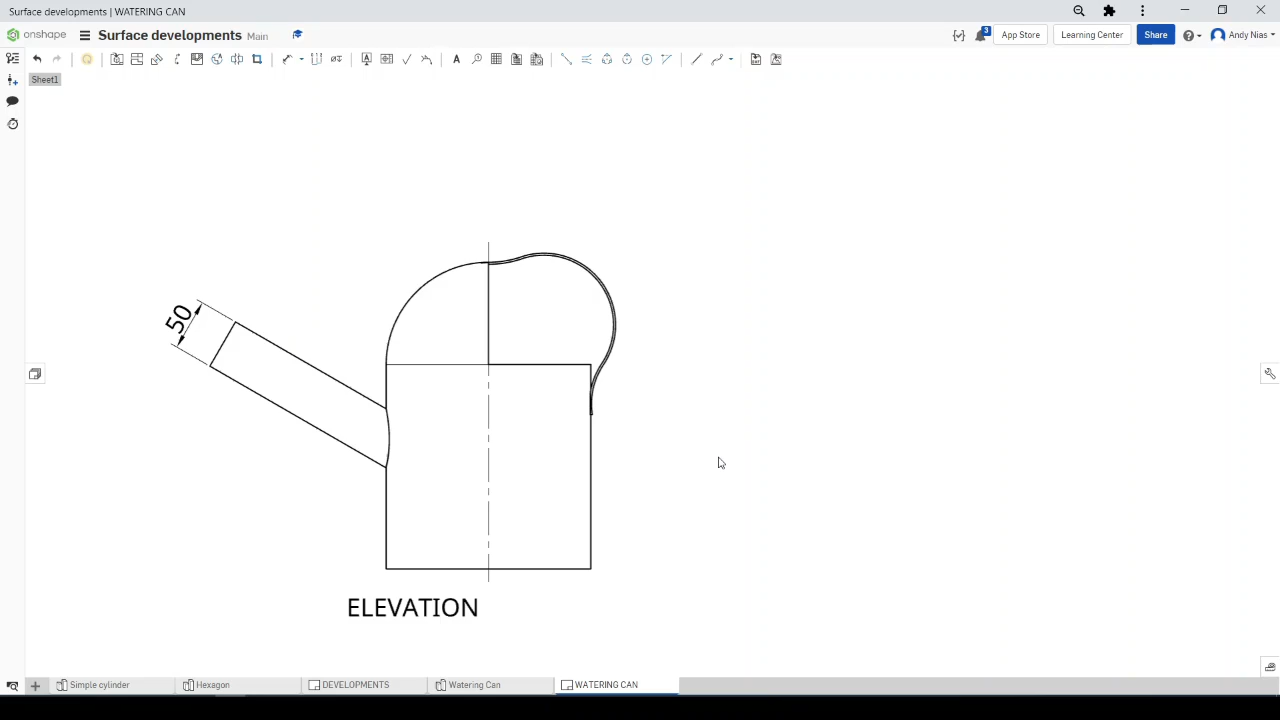 Surface developments | WATERING CAN
onshape
Surface developments Main
3
App Store
Learning Center
Share
Andy Nias
A
Sheet1
50
ELEVATION
Simple cylinder
Hexagon
DEVELOPMENTS
Watering Can
WATERING CAN